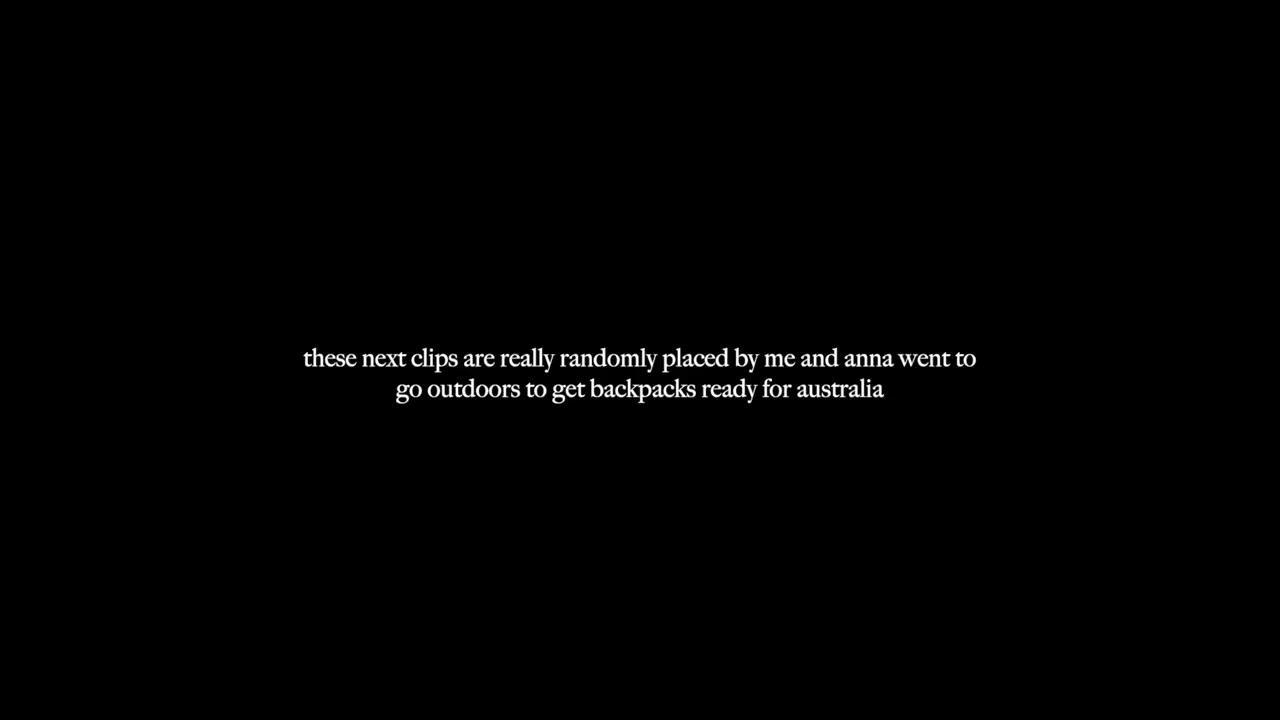 these next clips are really randomly placed by me and anna went to
go outdoors to get backpacks ready for australia